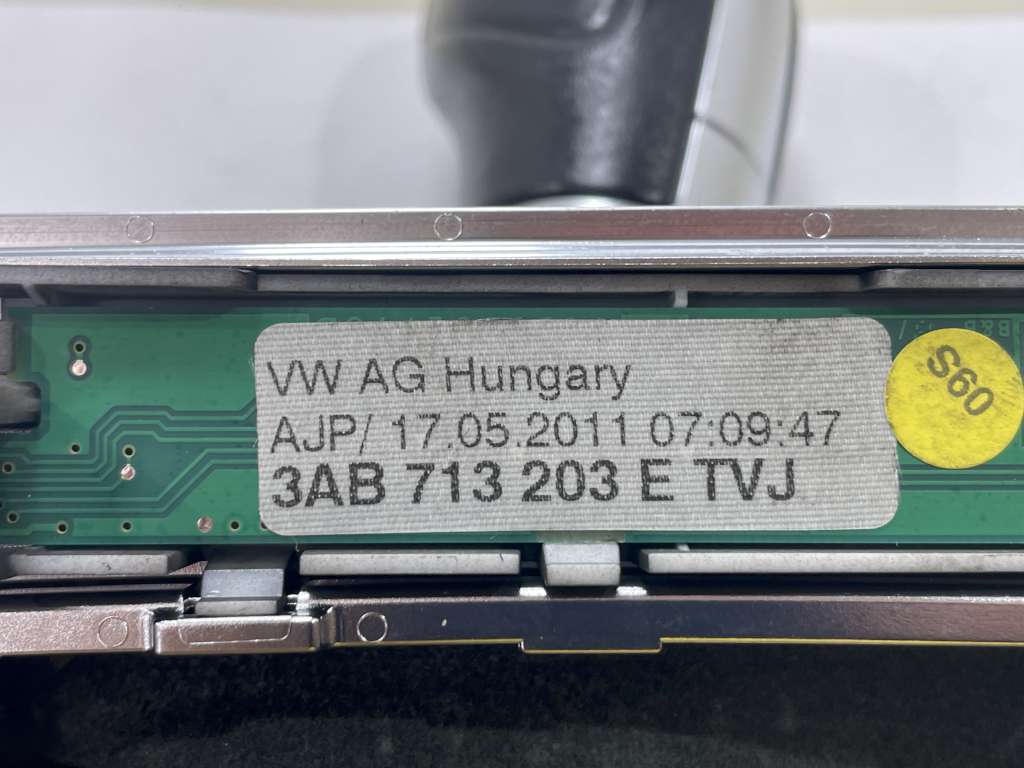 VW AG Hungary
AJP/ 17.05.2011 07:09:47
3AB 713 203 E TVJ
S60